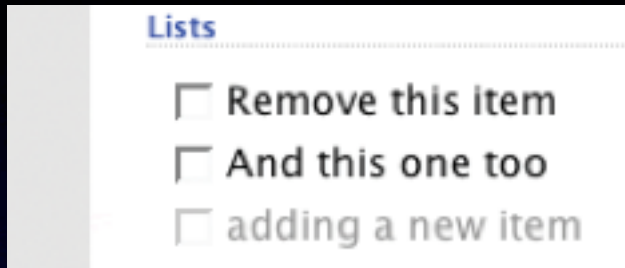 Lists
Remove this item
And this one too
adding a new item